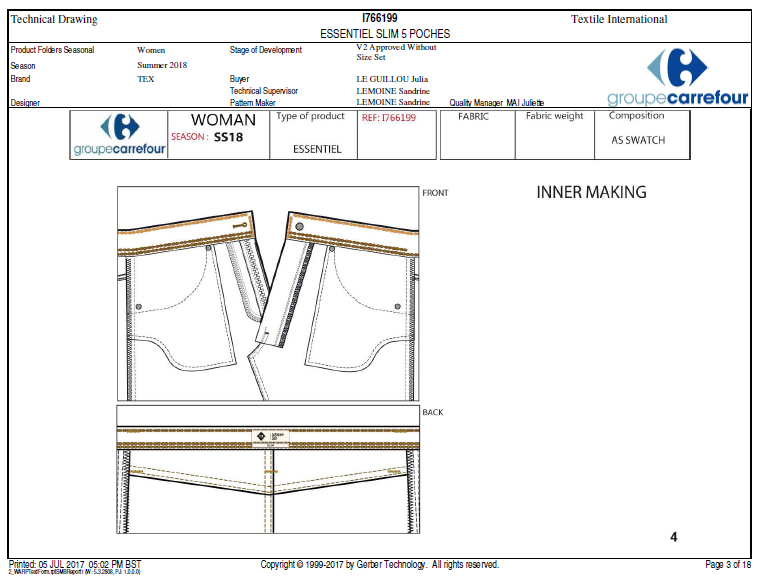 Technical Drawing
I766199
Textile International
ESSENTIEL SLIM 5 POCHES
Product Folders Seasonal
Women
Stage of Development
V2 Approved Without
Size Set
Season
Summer 2018
Brand
TEX
Buyer
LE GUILLOU Julia
Technical Supervisor
LEMOINE Sandrine
Designer
Pattern Maker
LEMOINE Sandrine
Quality Manager MAI Juliette
groupecarrefour
groupecarrefour
WOMAN
SEASON : SS18
Type of product
ESSENTIEL
REF: I766199
FABRIC
Fabric weight
Composition
AS SWATCH
FRONT
INNER MAKING
BACK
DENIM
4
Printed: 05 JUL 2017 05:02 PM BST
Copyright © 1999-2017 by Gerber Technology. All rights reserved.
Page 3 of 18